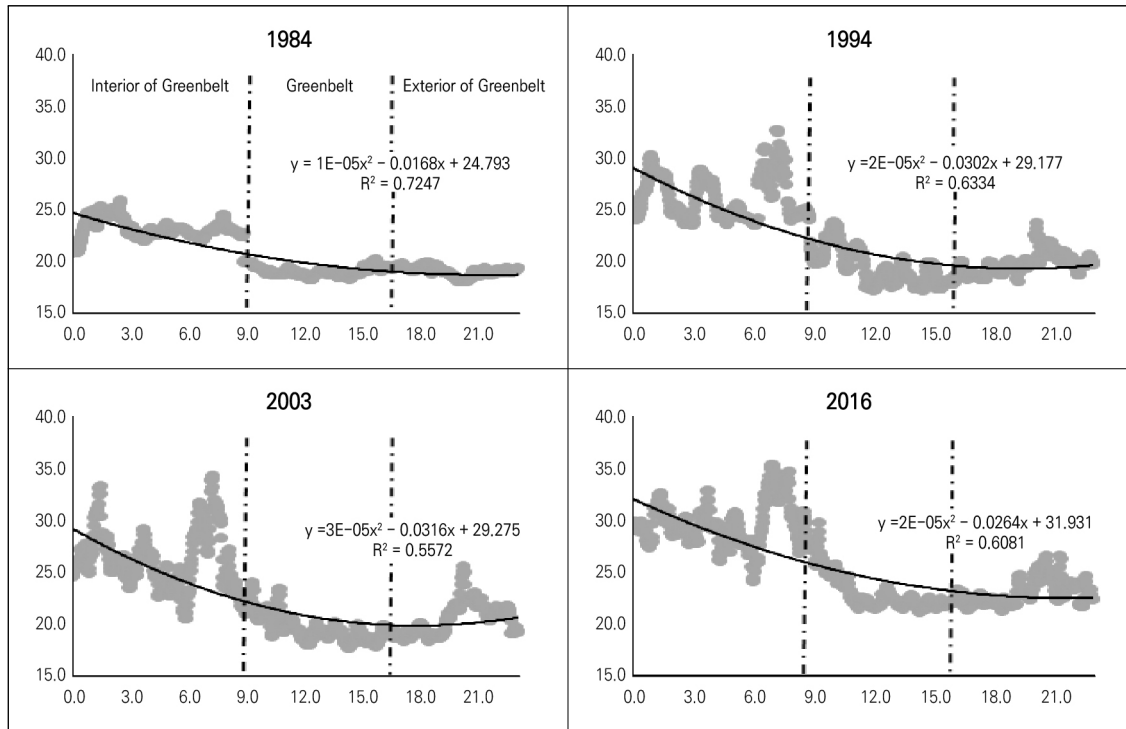 1984
40.0
Interior of Greenbelt Greenbelt Exterior of Greenbelt
35.0
30.0
y = 1E−05x² − 0.0168x + 24.793
R² = 0.7247
25.0
20.0
15.0
0.0 3.0 6.0 9.0 12.0 15.0 18.0 21.0
1994
40.0
35.0
30.0
y =2E−05x² − 0.0302x + 29.177
R² = 0.6334
25.0
20.0
15.0
0.0 3.0 6.0 9.0 12.0 15.0 18.0 21.0
2003
40.0
35.0
30.0
y =3E−05x² − 0.0316x + 29.275
R² = 0.5572
25.0
20.0
15.0
0.0 3.0 6.0 9.0 12.0 15.0 18.0 21.0
2016
40.0
35.0
30.0
y =2E−05x² − 0.0264x + 31.931
R² = 0.6081
25.0
20.0
15.0
0.0 3.0 6.0 9.0 12.0 15.0 18.0 21.0